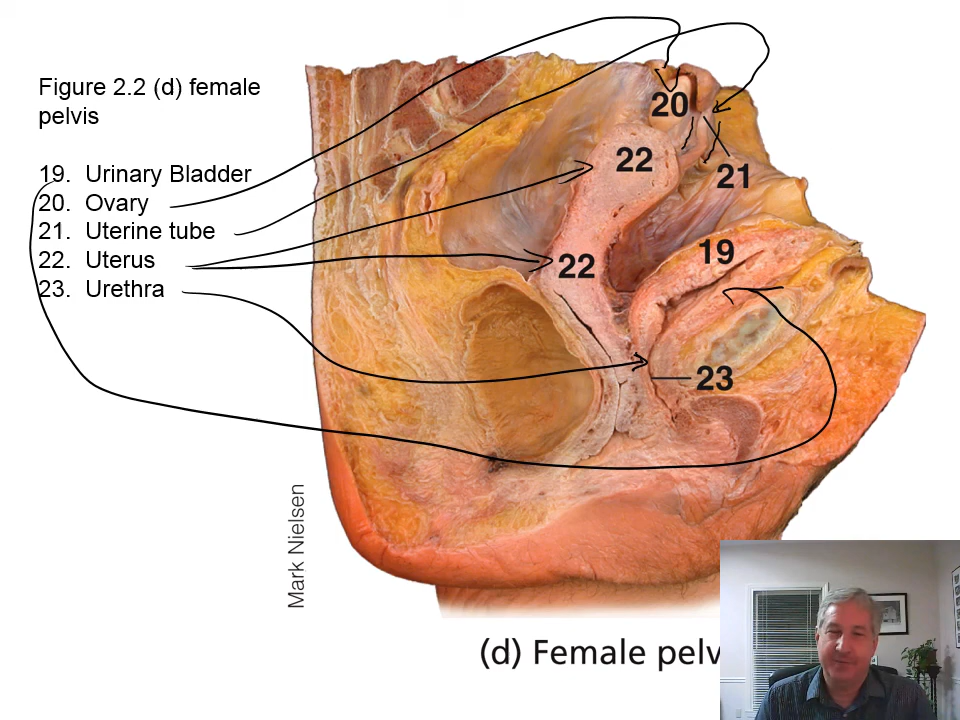 Figure 2.2 (d) female
pelvis
19. Urinary Bladder
20. Ovary
21. Uterine tube
22. Uterus
23. Urethra
20
22
21
19
22
23
Mark Nielsen
(d) Female pelv